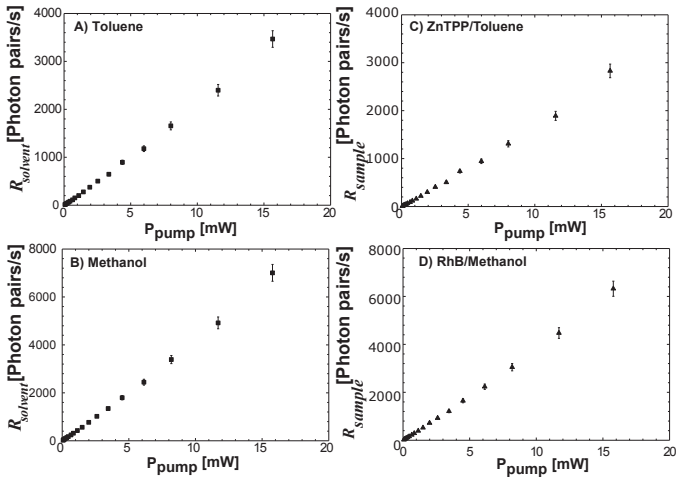 A) Toluene
R_solvent [Photon pairs/s]
4000
3000
2000
1000
0
0 5 10 15 20
P_pump [mW]
C) ZnTPP/Toluene
R_sample [Photon pairs/s]
4000
3000
2000
1000
0
0 5 10 15 20
P_pump [mW]
B) Methanol
R_solvent [Photon pairs/s]
8000
6000
4000
2000
0
0 5 10 15 20
P_pump [mW]
D) RhB/Methanol
R_sample [Photon pairs/s]
8000
6000
4000
2000
0
0 5 10 15 20
P_pump [mW]